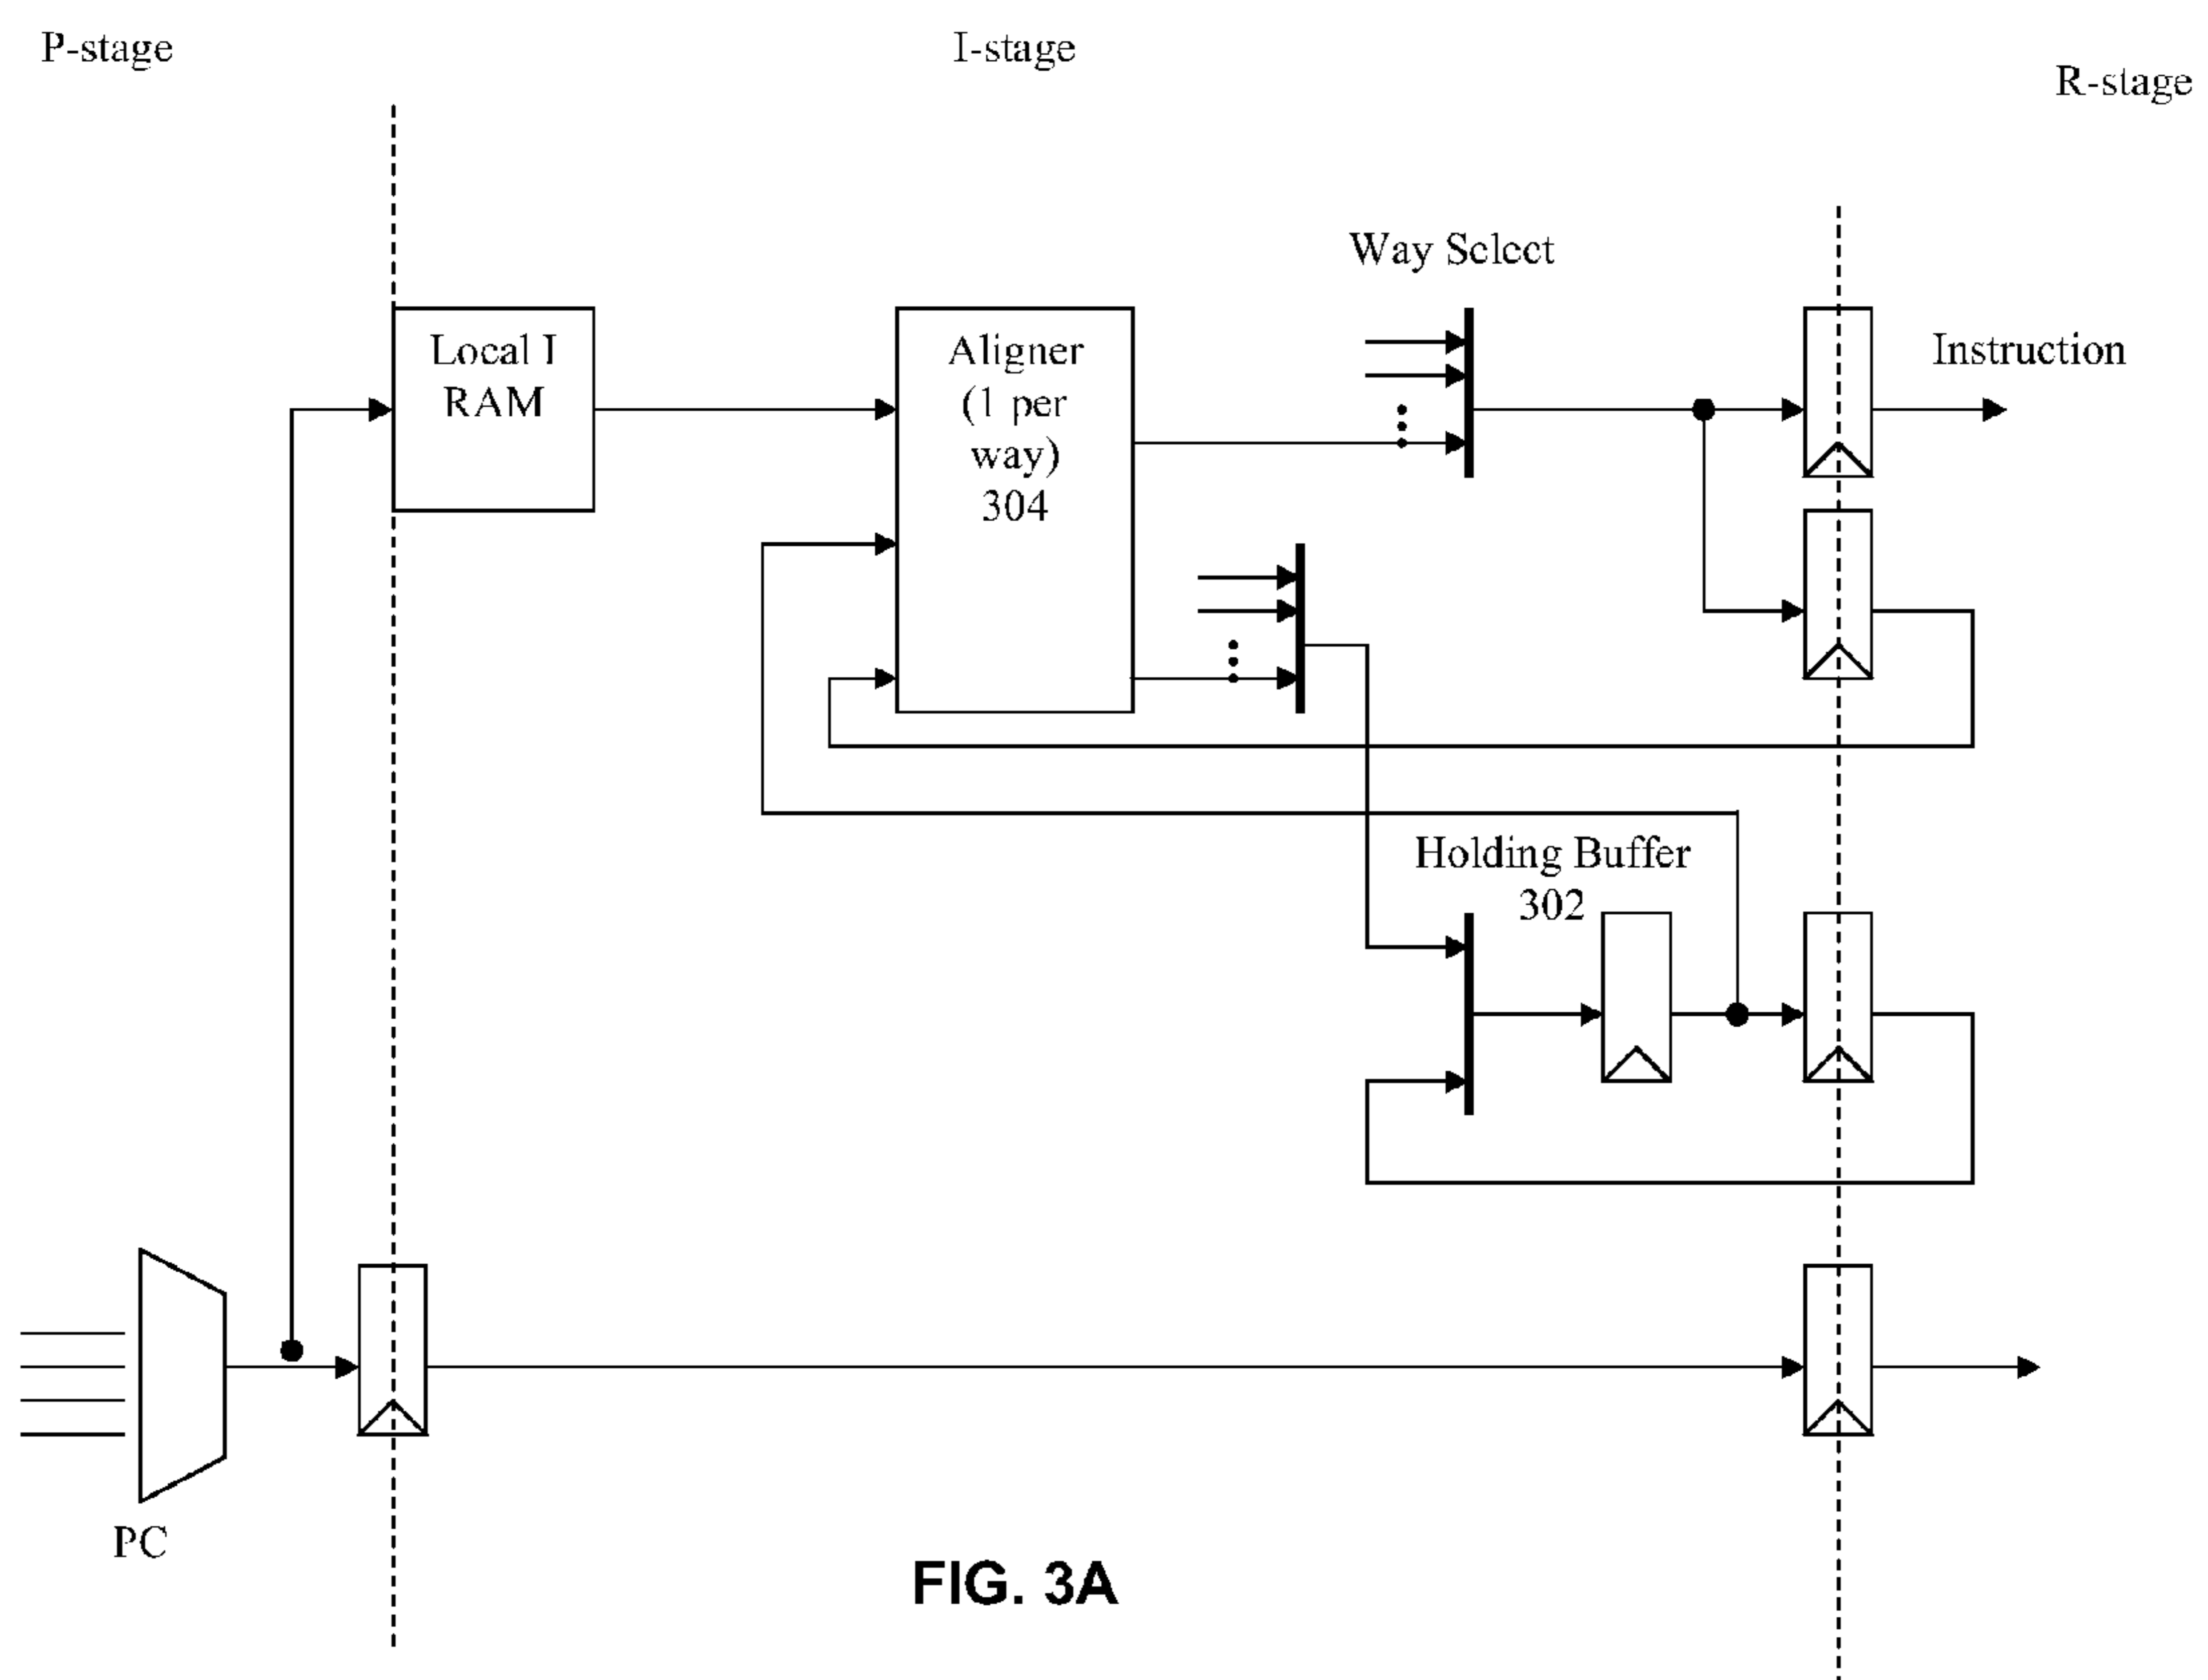 P-stage
I-stage
R-stage
Way Select
Local I
RAM
Aligner
(1 per
way)
304
Instruction
Holding Buffer
302
PC
FIG. 3A